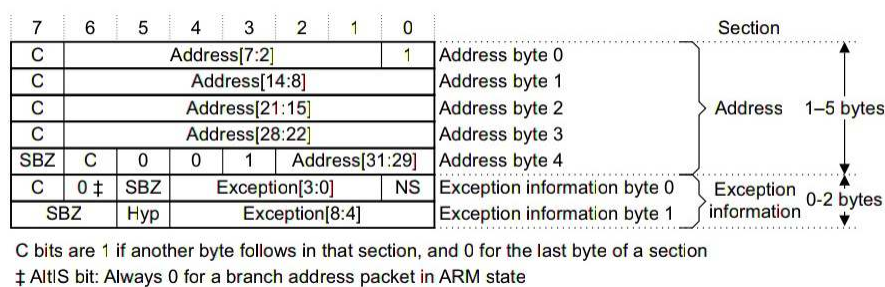 7 6 5 4 3 2 1 0 Section
C Address[7:2] 1 Address byte 0
C Address[14:8] Address byte 1
C Address[21:15] Address byte 2 Address 1–5 bytes
C Address[28:22] Address byte 3
SBZ C 0 0 1 Address[31:29] Address byte 4
C 0 ‡ SBZ Exception[3:0] NS Exception information byte 0 Exception
SBZ Hyp Exception[8:4] Exception information byte 1 information 0-2 bytes
C bits are 1 if another byte follows in that section, and 0 for the last byte of a section
‡ AltIS bit: Always 0 for a branch address packet in ARM state